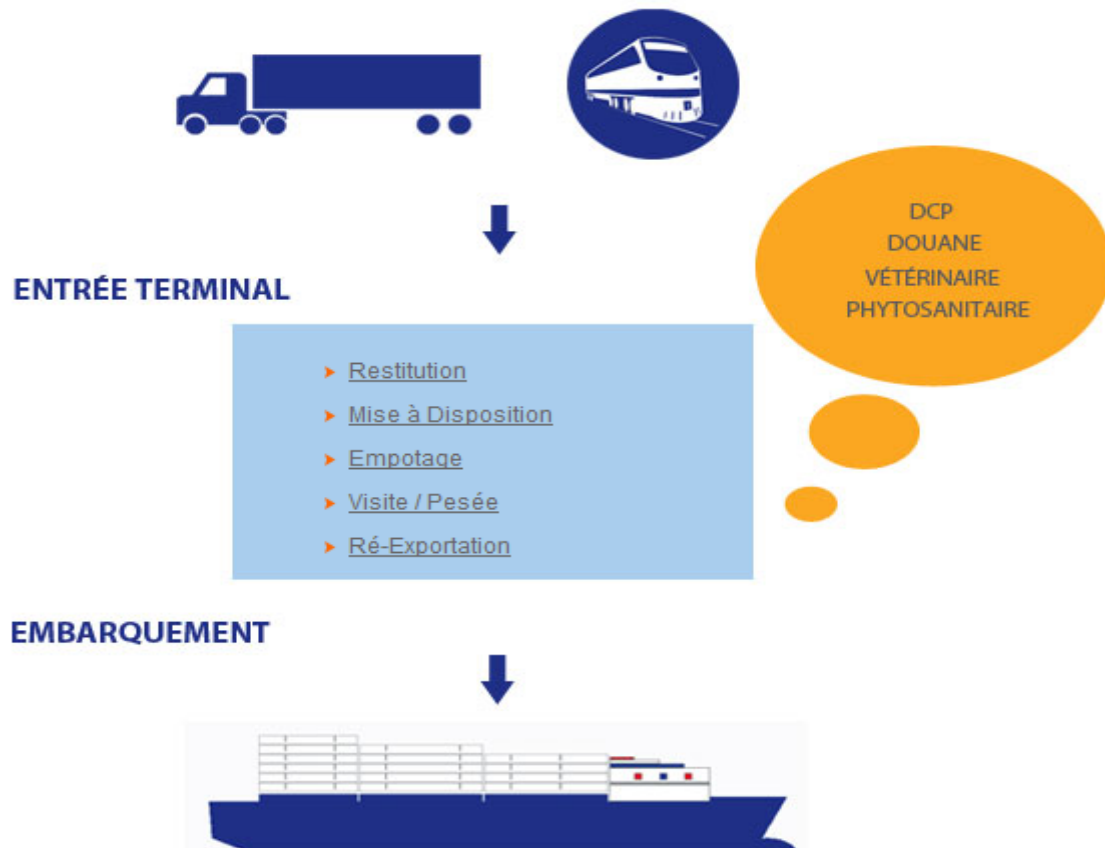 DCP
DOUANE
VÉTÉRINAIRE
PHYTOSANITAIRE
ENTRÉE TERMINAL
Restitution
Mise à Disposition
Empotage
Visite / Pesée
Ré-Exportation
EMBARQUEMENT